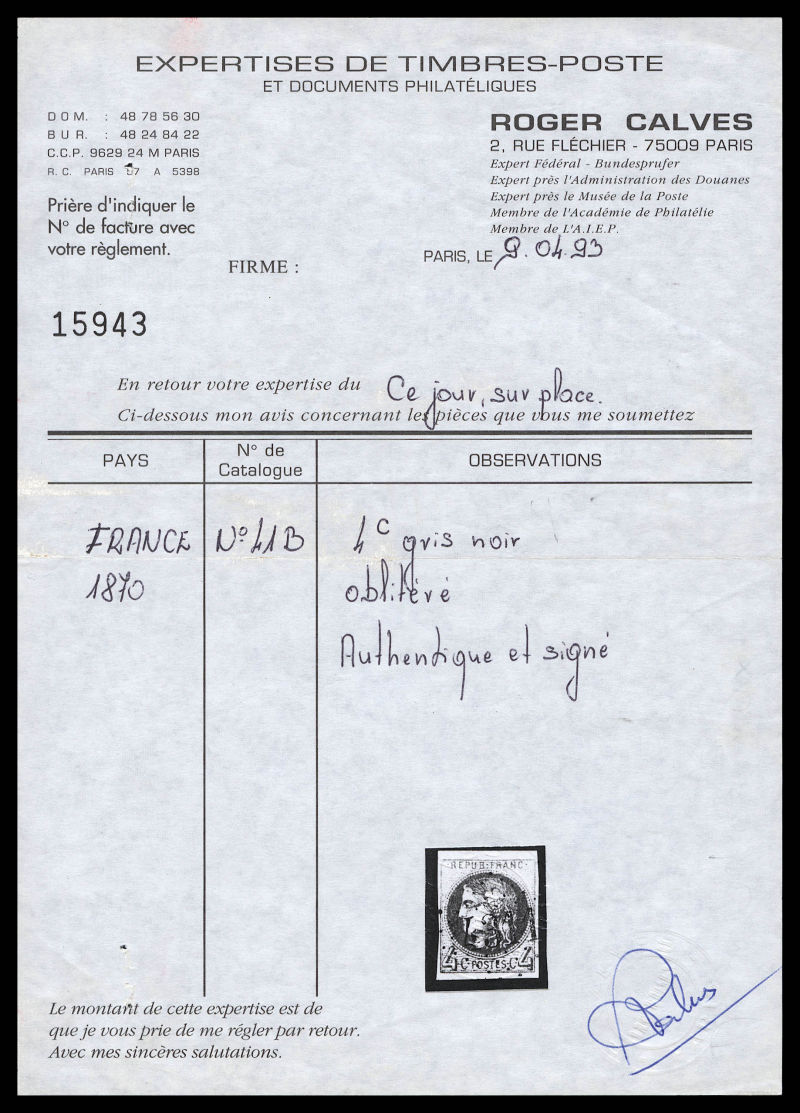 EXPERTISES DE TIMBRES-POSTE
ET DOCUMENTS PHILATÉLIQUES
DOM. : 48 78 56 30
BUR. : 48 24 84 22
C.C.P. 9629 24 M PARIS
R.C. PARIS 57 A 5398
Prière d'indiquer le
N° de facture avec
votre règlement.
ROGER CALVES
2, RUE FLÉCHIER - 75009 PARIS
Expert Fédéral - Bundesprufer
Expert près l'Administration des Douanes
Expert près le Musée de la Poste
Membre de l'Académie de Philatélie
Membre de L'A.I.E.P.
PARIS, LE 9.04.93
FIRME :
15943
En retour votre expertise du Ce jour, sur place.
Ci-dessous mon avis concernant les pièces que vous me soumettez
PAYS
N° de
Catalogue
OBSERVATIONS
FRANCE N° 41B 4c gris noir
1870 oblitéré
Authentique et signé
REPUB·FRANC·
4 C· POSTES C· 4
Calves
Le montant de cette expertise est de
que je vous prie de me régler par retour.
Avec mes sincères salutations.